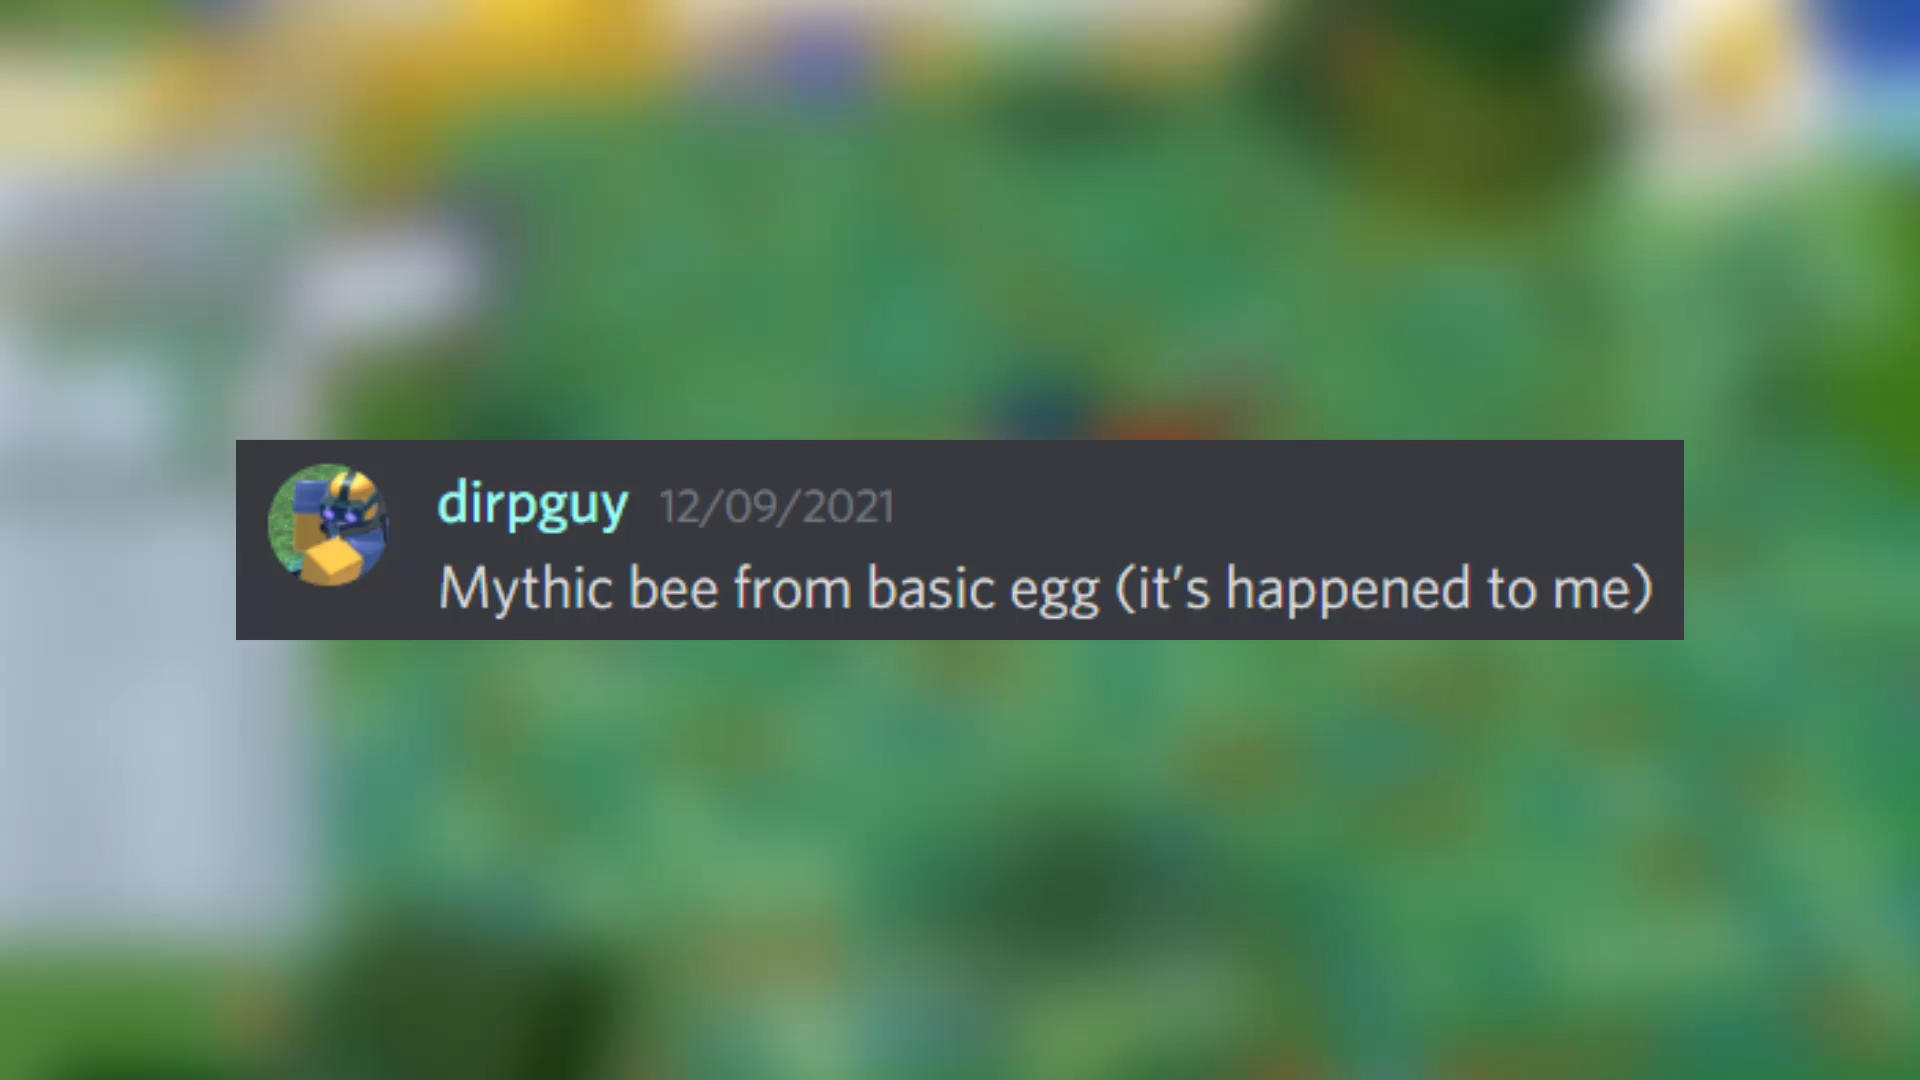 dirpguy 12/09/2021
Mythic bee from basic egg (it's happened to me)